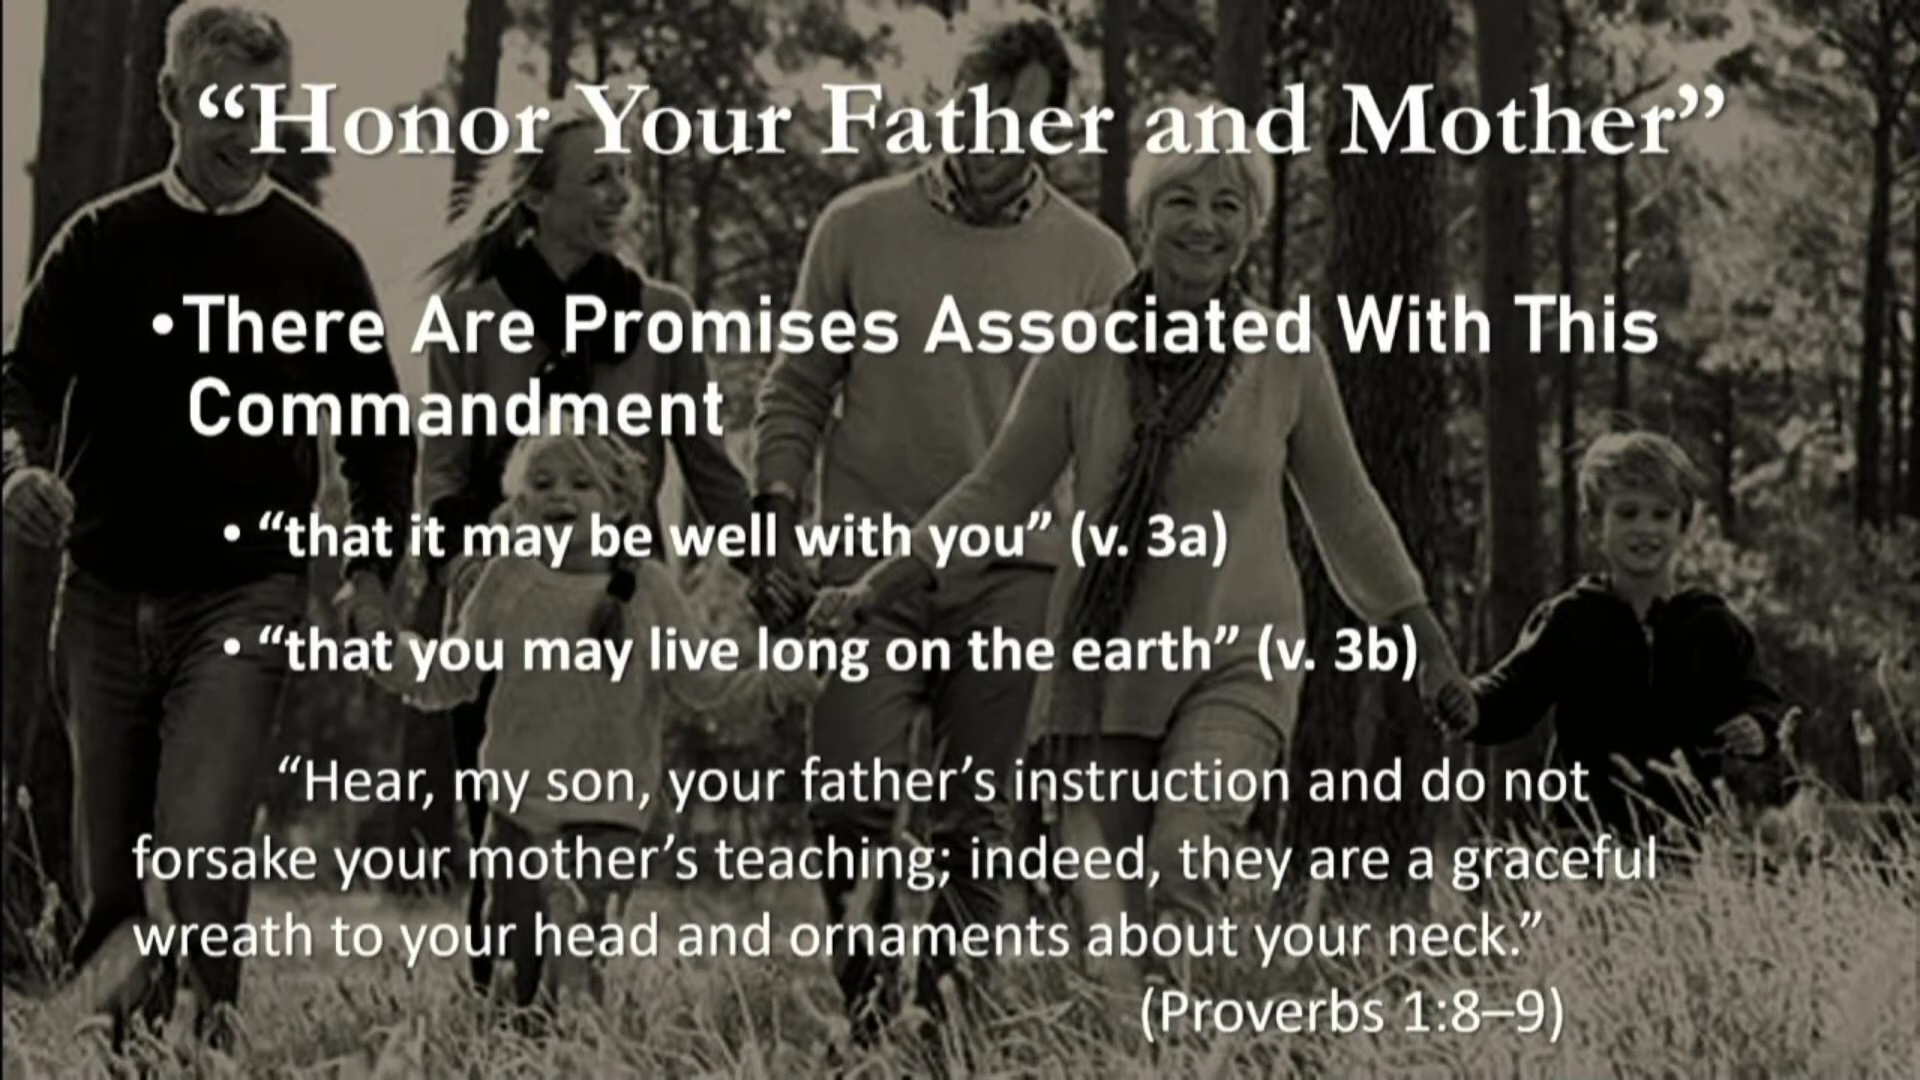 “Honor Your Father and Mother”
•There Are Promises Associated With This
Commandment
• “that it may be well with you” (v. 3a)
• “that you may live long on the earth” (v. 3b)
“Hear, my son, your father’s instruction and do not
forsake your mother’s teaching; indeed, they are a graceful
wreath to your head and ornaments about your neck.”
(Proverbs 1:8–9)